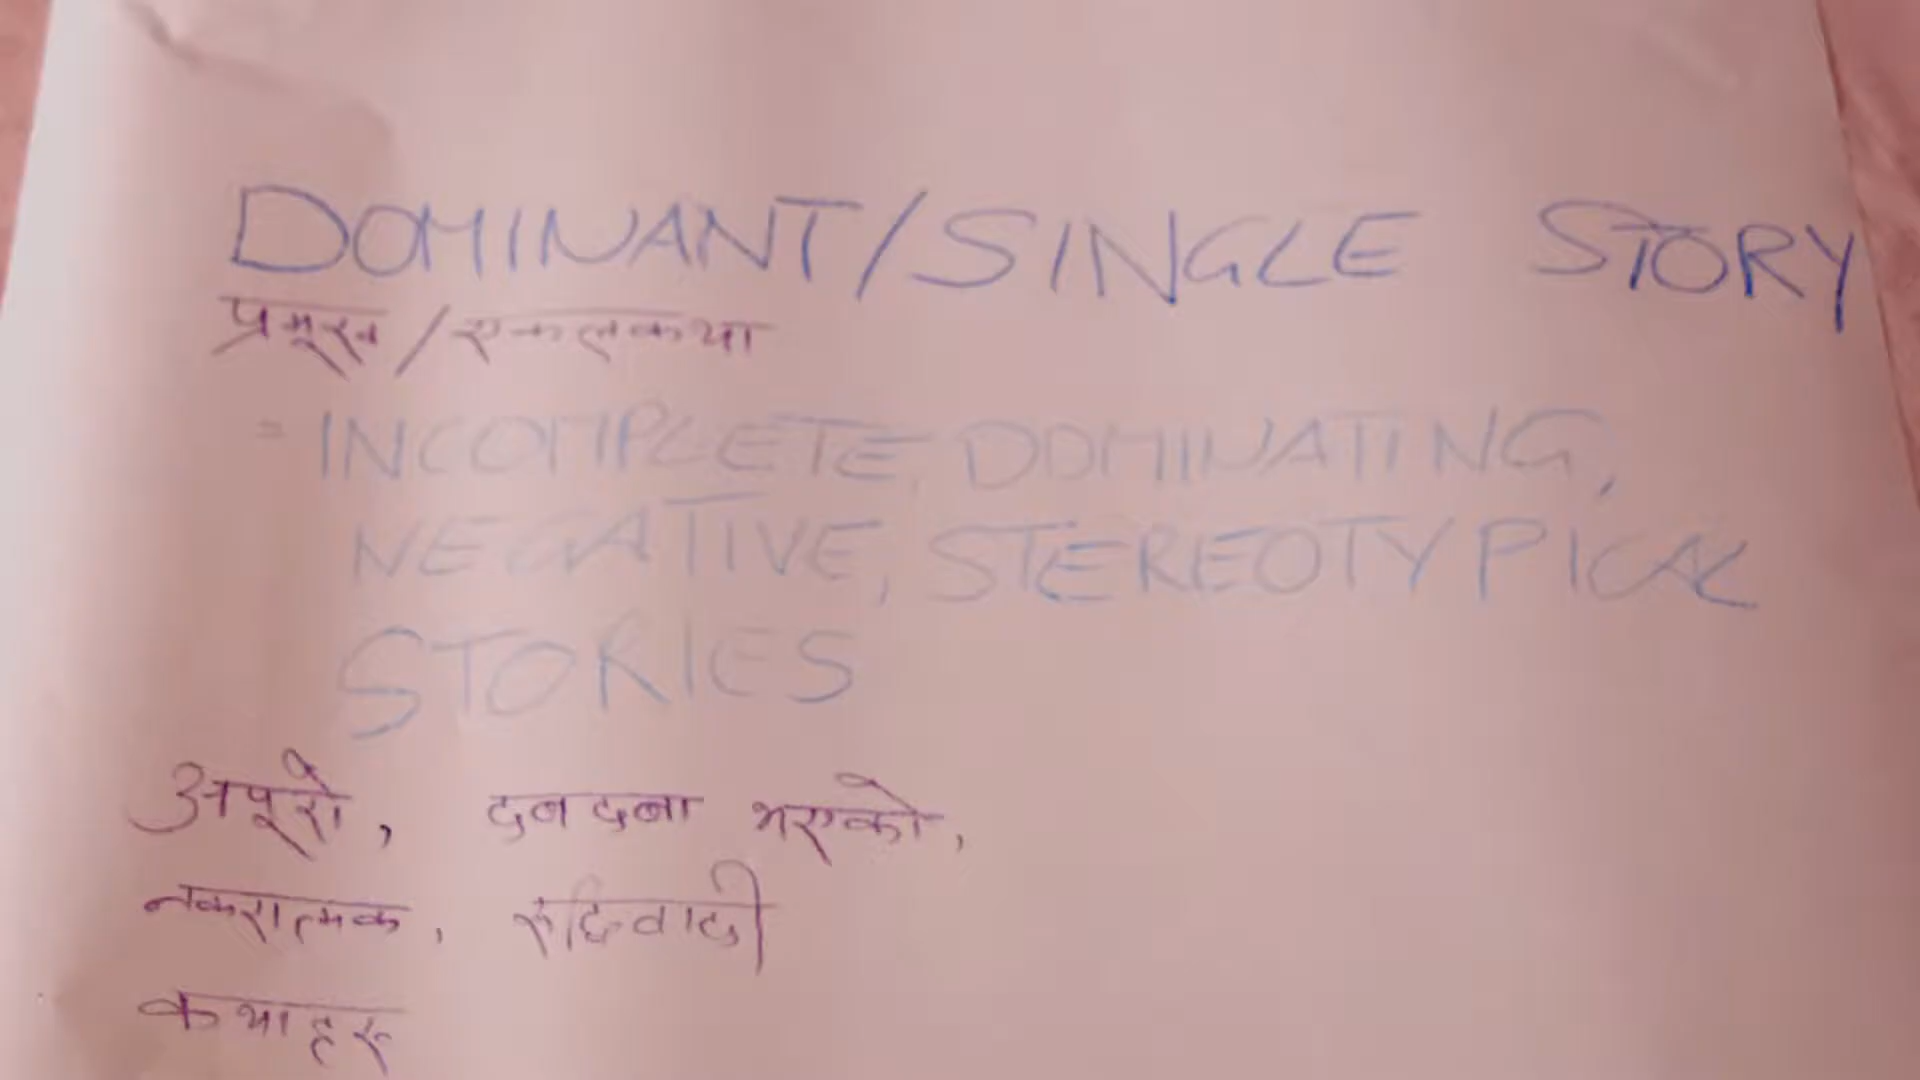 DOMINANT/SINGLE STORY
प्रमूख/एकलकथा
- INCOMPLETE, DOMINATING,
NEGATIVE, STEREOTYPICAL
STORIES
अपूरो, दबदबा भएको,
नकरात्मक, रुढिवादी
कथाहरु